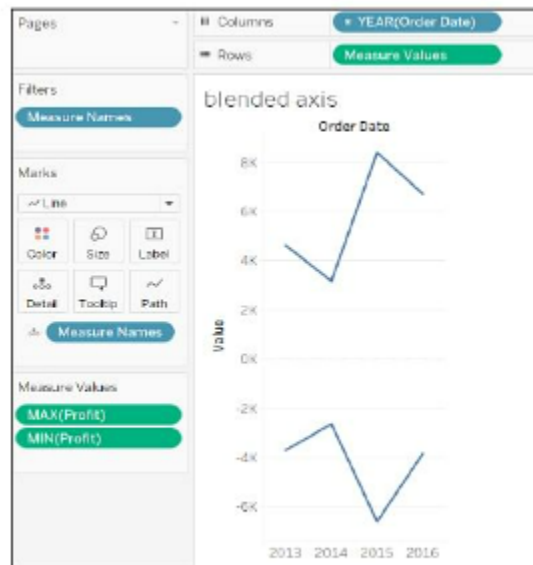 Pages
Columns
YEAR(Order Date)
Rows
Measure Values
Filters
Measure Names
blended axis
Order Date
Marks
Line
Color
Size
Label
Detail
Tooltip
Path
Measure Names
Measure Values
MAX(Profit)
MIN(Profit)
Value
8K
6K
4K
2K
0K
-2K
-4K
-6K
2013 2014 2015 2016